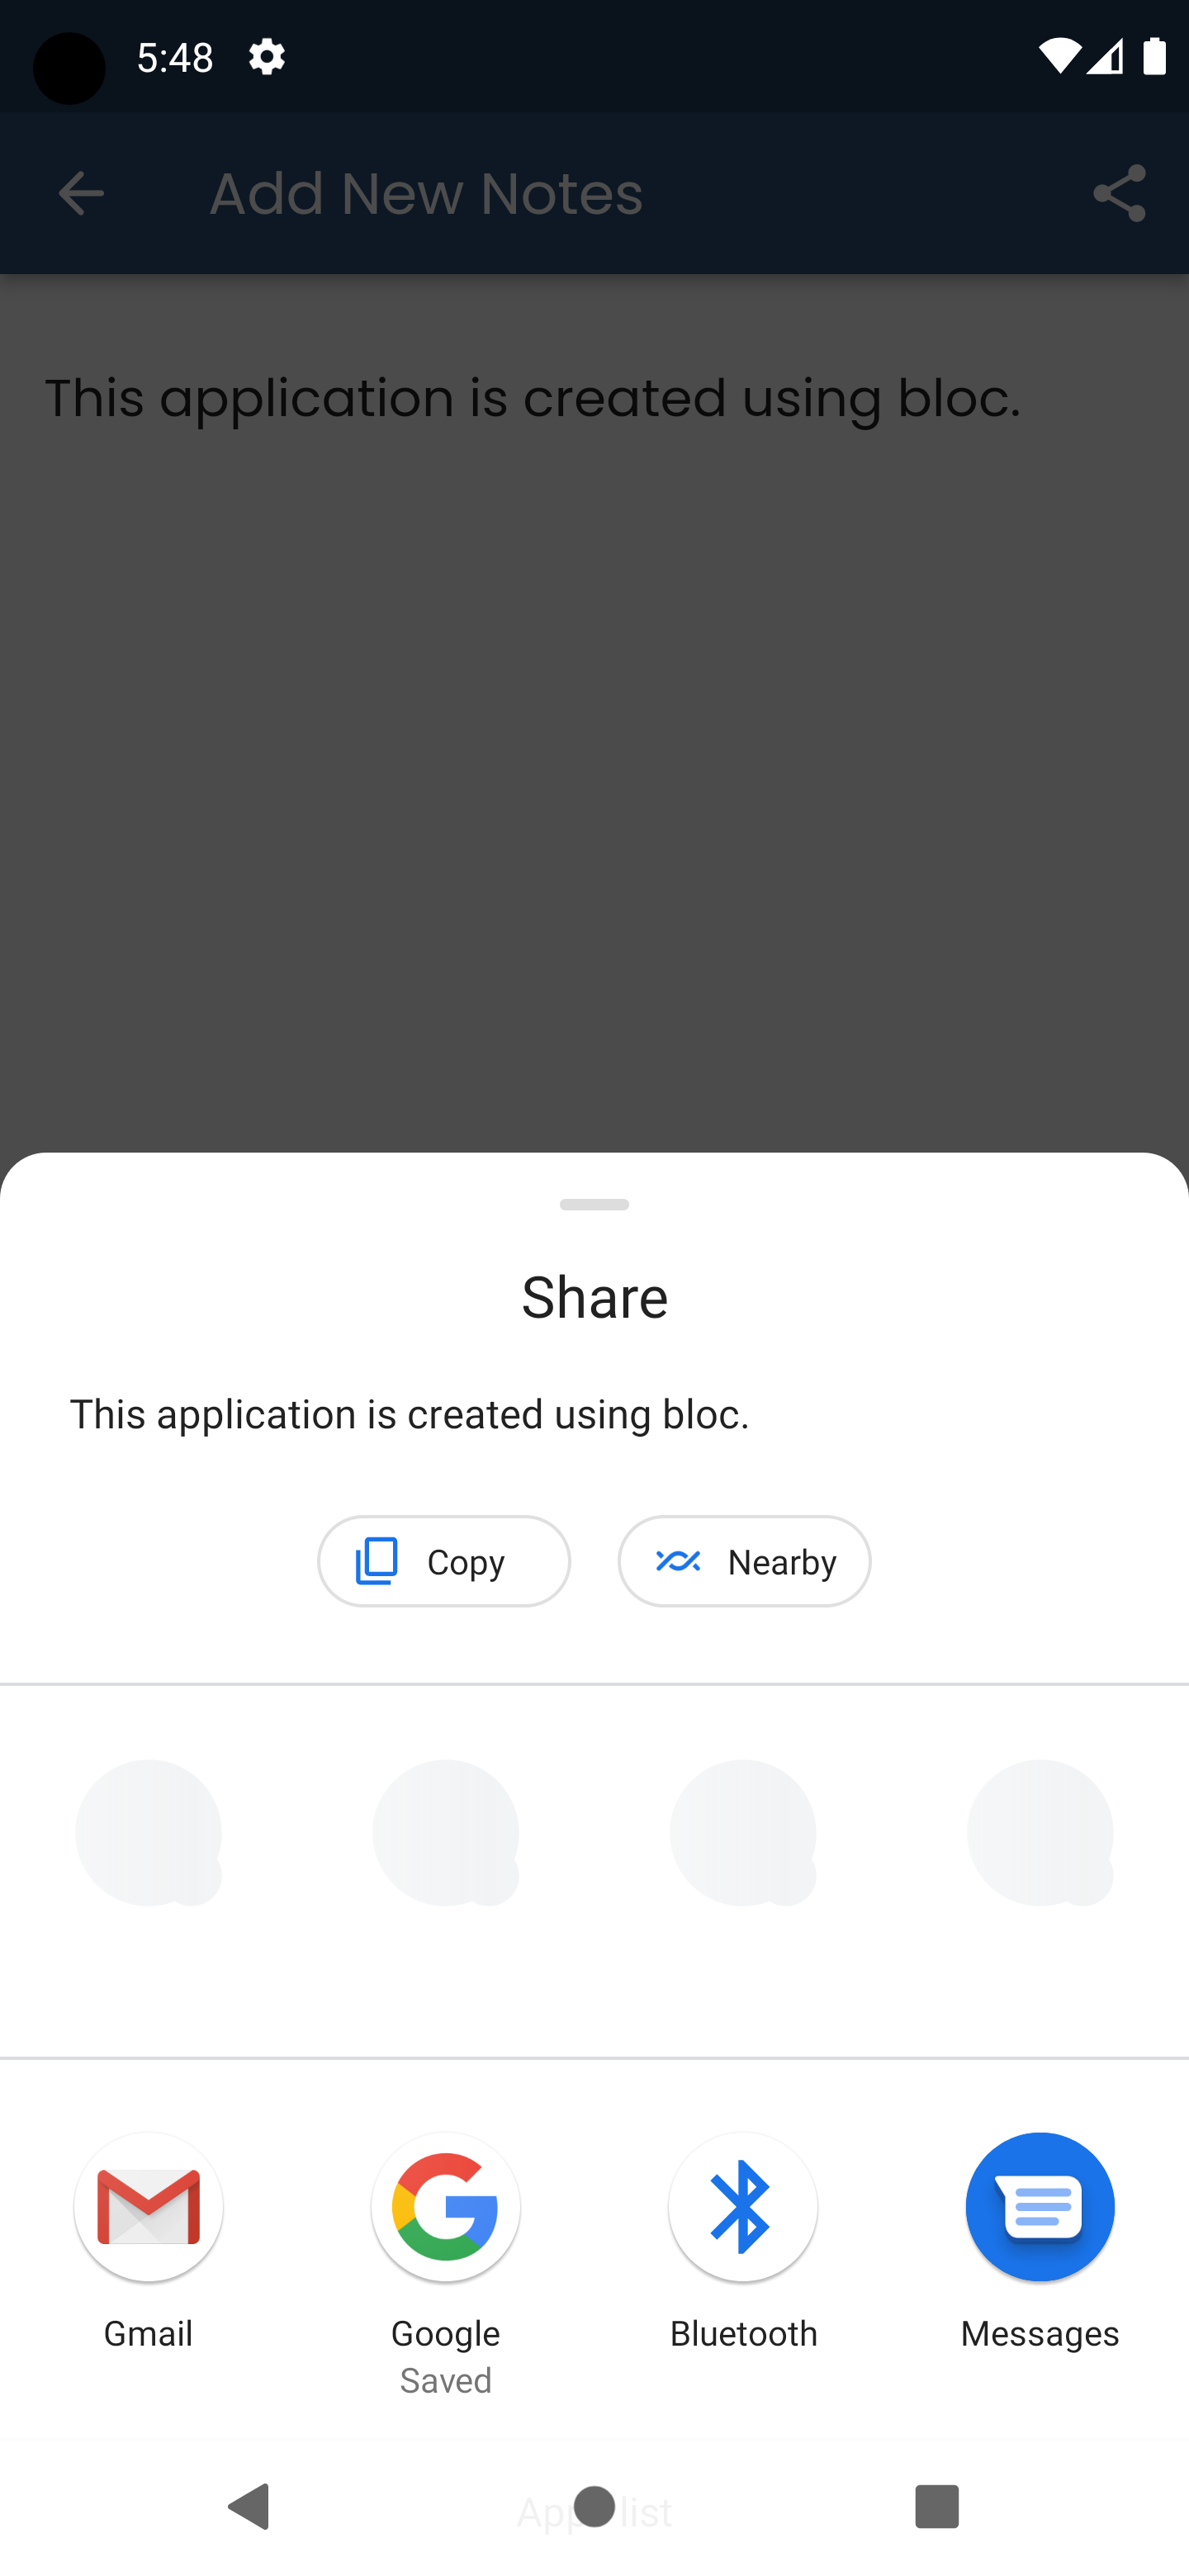 5:48
Add New Notes
This application is created using bloc.
Share
This application is created using bloc.
Copy
Nearby
Gmail
Google
Saved
Bluetooth
Messages
list